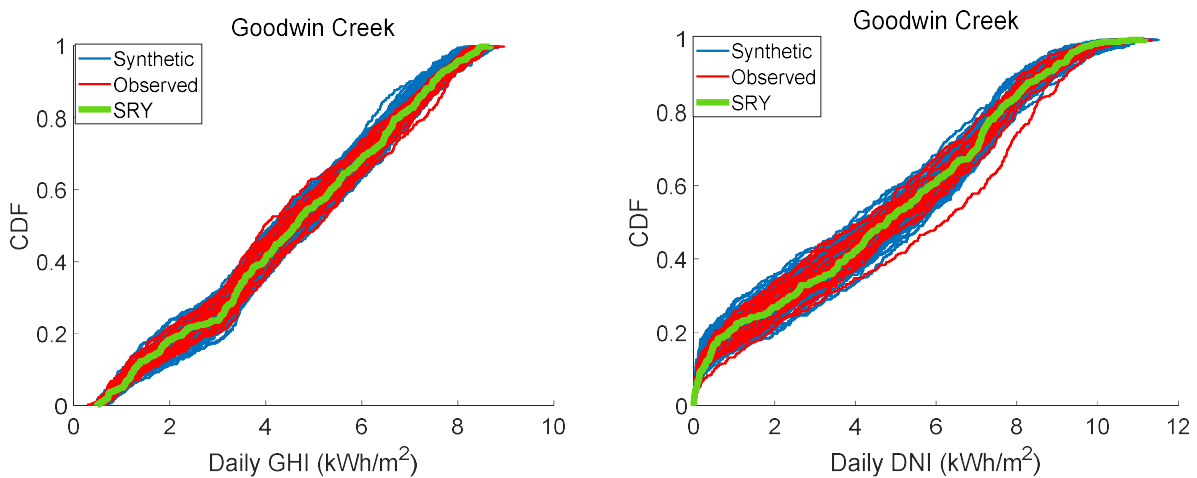 Goodwin Creek
1
0.8
0.6
0.4
0.2
0
CDF
Synthetic
Observed
SRY
0 2 4 6 8 10
Daily GHI (kWh/m²)
Goodwin Creek
1
0.8
0.6
0.4
0.2
0
CDF
Synthetic
Observed
SRY
0 2 4 6 8 10 12
Daily DNI (kWh/m²)